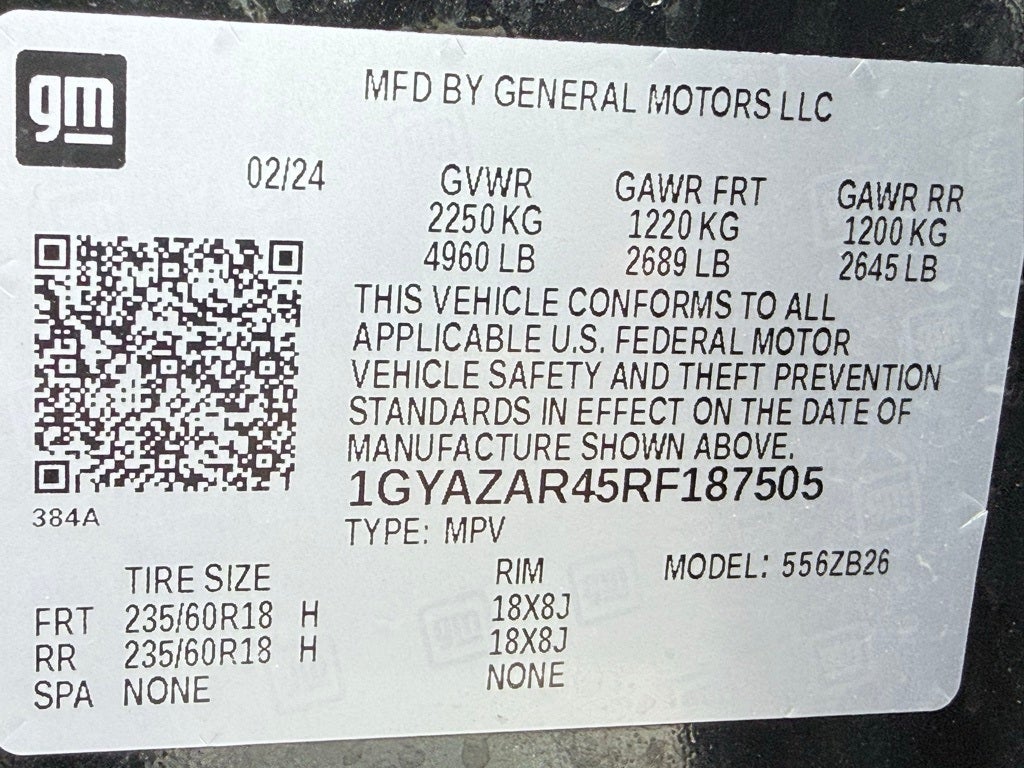 gm
MFD BY GENERAL MOTORS LLC
02/24 GVWR GAWR FRT GAWR RR
2250 KG 1220 KG 1200 KG
4960 LB 2689 LB 2645 LB
THIS VEHICLE CONFORMS TO ALL
APPLICABLE U.S. FEDERAL MOTOR
VEHICLE SAFETY AND THEFT PREVENTION
STANDARDS IN EFFECT ON THE DATE OF
MANUFACTURE SHOWN ABOVE.
1GYAZAR45RF187505
384A
TYPE: MPV
TIRE SIZE RIM MODEL: 556ZB26
FRT 235/60R18 H 18X8J
RR 235/60R18 H 18X8J
SPA NONE NONE